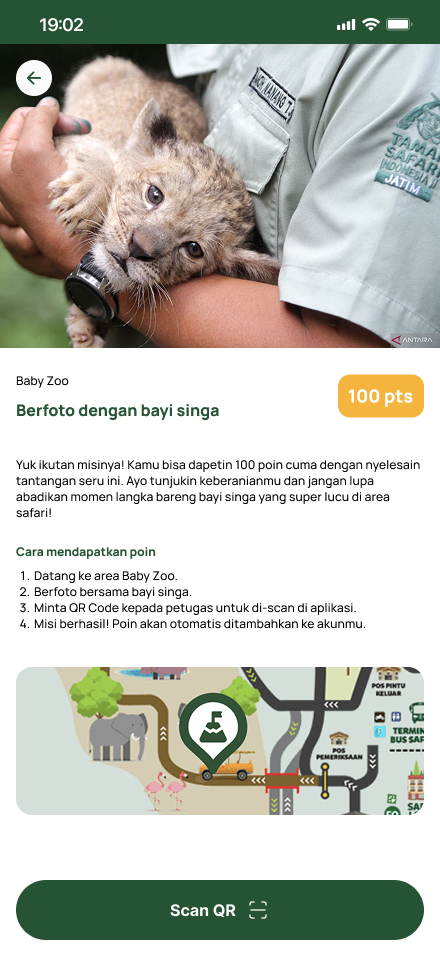 19:02
TAMAN
SAFARI
INDONESIA
JATIM
ANTARA
Baby Zoo
100 pts
Berfoto dengan bayi singa
Yuk ikutan misinya! Kamu bisa dapetin 100 poin cuma dengan nyelesain
tantangan seru ini. Ayo tunjukin keberanianmu dan jangan lupa
abadikan momen langka bareng bayi singa yang super lucu di area
safari!
Cara mendapatkan poin
1. Datang ke area Baby Zoo.
2. Berfoto bersama bayi singa.
3. Minta QR Code kepada petugas untuk di-scan di aplikasi.
4. Misi berhasil! Poin akan otomatis ditambahkan ke akunmu.
POS PINTU
KELUAR
BUS
POS
PEMERIKSAAN
Scan QR